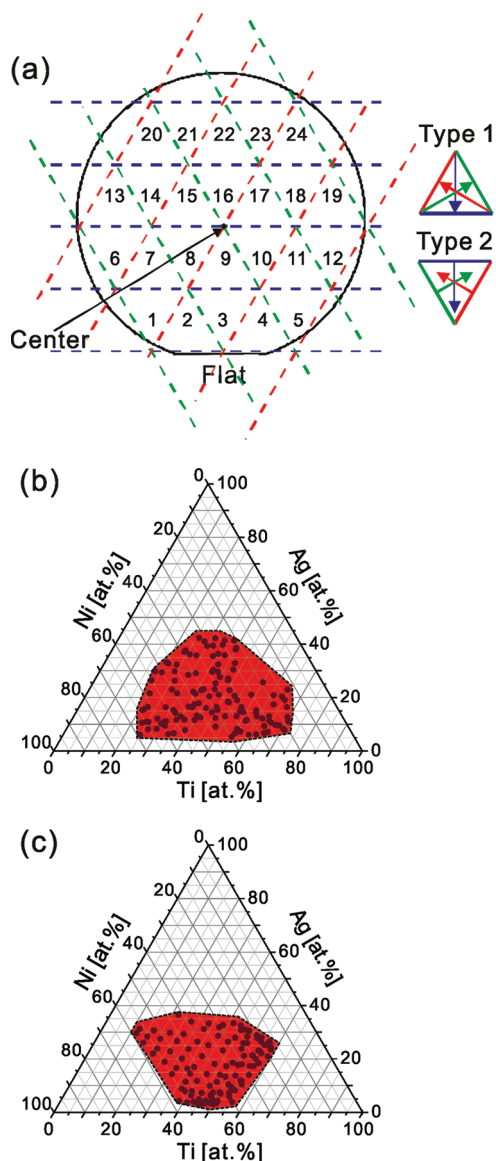 (a)
20 21 22 23 24
Type 1
13 14 15 16 17 18 19
Type 2
6 7 8 9 10 11 12
1 2 3 4 5
Center
Flat
(b)
0 100
20 80
Ni [at.%] Ag [at.%]
40 60
60 40
80 20
100 0
0 20 40 60 80 100
Ti [at.%]
(c)
0 100
20 80
Ni [at.%] Ag [at.%]
40 60
60 40
80 20
100 0
0 20 40 60 80 100
Ti [at.%]